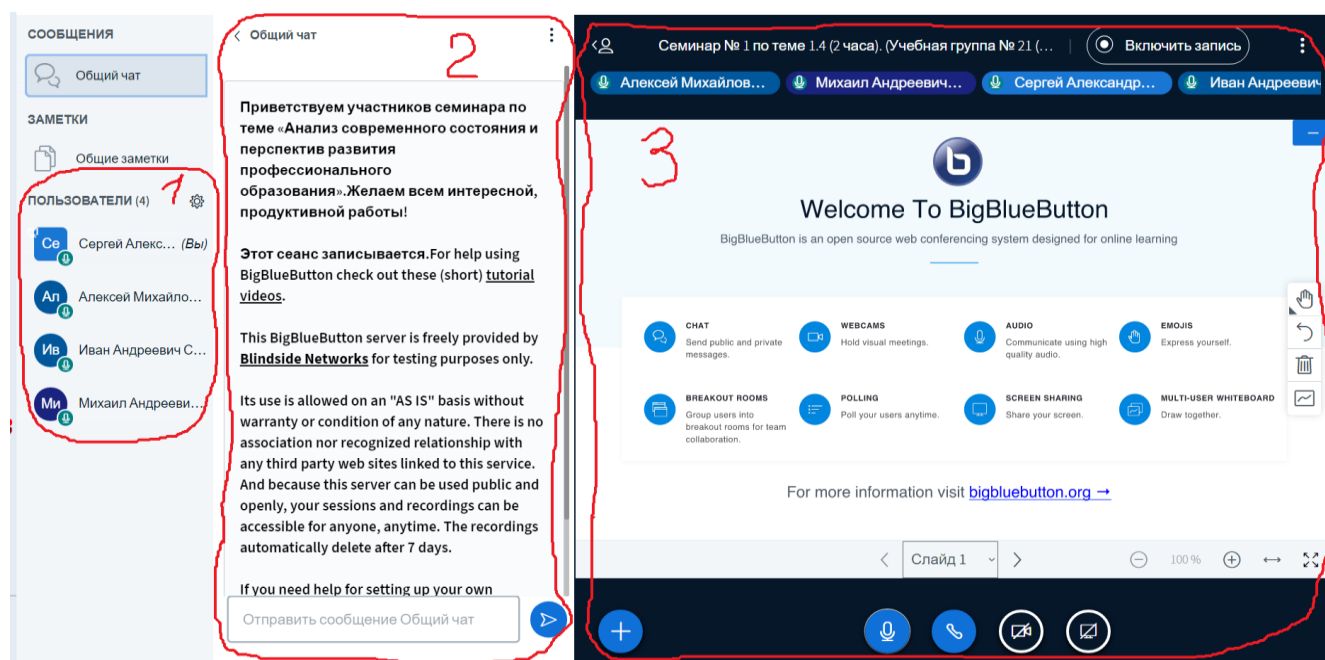 СООБЩЕНИЯ
Общий чат
ЗАМЕТКИ
Общие заметки
1
ПОЛЬЗОВАТЕЛИ (4)
Се
Сергей Алекс... (Вы)
Ал
Алексей Михайло...
Ив
Иван Андреевич С...
Ми
Михаил Андрееви...
Общий чат
2
Приветствуем участников семинара по
теме «Анализ современного состояния и
перспектив развития
профессионального
образования».Желаем всем интересной,
продуктивной работы!
Этот сеанс записывается.For help using
BigBlueButton check out these (short) tutorial
videos.
This BigBlueButton server is freely provided by
Blindside Networks for testing purposes only.
Its use is allowed on an "AS IS" basis without
warranty or condition of any nature. There is no
association nor recognized relationship with
any third party web sites linked to this service.
And because this server can be used public and
openly, your sessions and recordings can be
accessible for anyone, anytime. The recordings
automatically delete after 7 days.
If you need help for setting up your own
Отправить сообщение Общий чат
Семинар № 1 по теме 1.4 (2 часа). (Учебная группа № 21 (...
Включить запись
Алексей Михайлов...
Михаил Андреевич...
Сергей Александр...
Иван Андреевич
3
b
Welcome To BigBlueButton
BigBlueButton is an open source web conferencing system designed for online learning
CHAT
Send public and private
messages.
WEBCAMS
Hold visual meetings.
AUDIO
Communicate using high
quality audio.
EMOJIS
Express yourself.
BREAKOUT ROOMS
Group users into
breakout rooms for team
collaboration.
POLLING
Poll your users anytime.
SCREEN SHARING
Share your screen.
MULTI-USER WHITEBOARD
Draw together.
For more information visit bigbluebutton.org →
Слайд 1
100 %